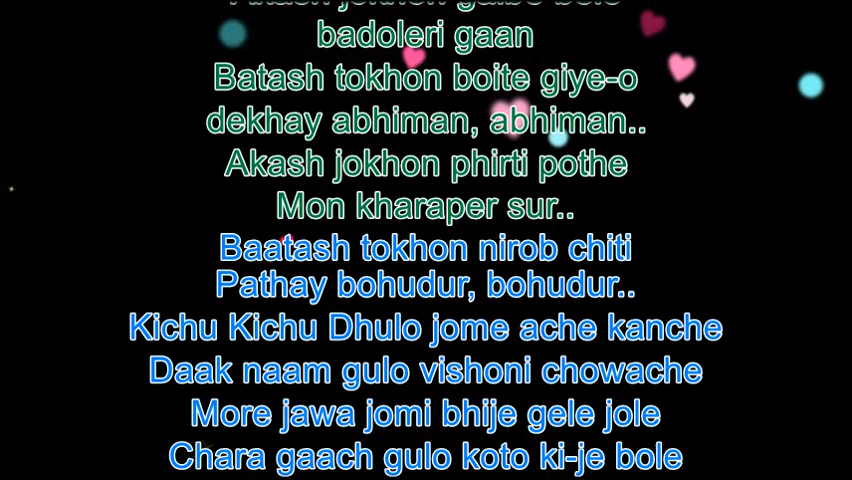 badoleri gaan
Batash tokhon boite giye-o
dekhay abhiman, abhiman..
Akash jokhon phirti pothe
Mon kharaper sur..
Baatash tokhon nirob chiti
Pathay bohudur, bohudur..
Kichu Kichu Dhulo jome ache kanche
Daak naam gulo vishoni chowache
More jawa jomi bhije gele jole
Chara gaach gulo koto ki-je bole